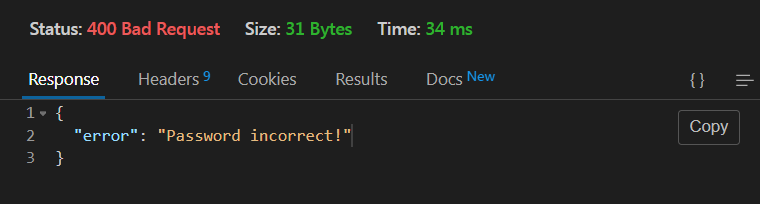 Status: 400 Bad Request Size: 31 Bytes Time: 34 ms
Response Headers 9 Cookies Results Docs New {}
1 {
2 "error": "Password incorrect!"
3 }
Copy